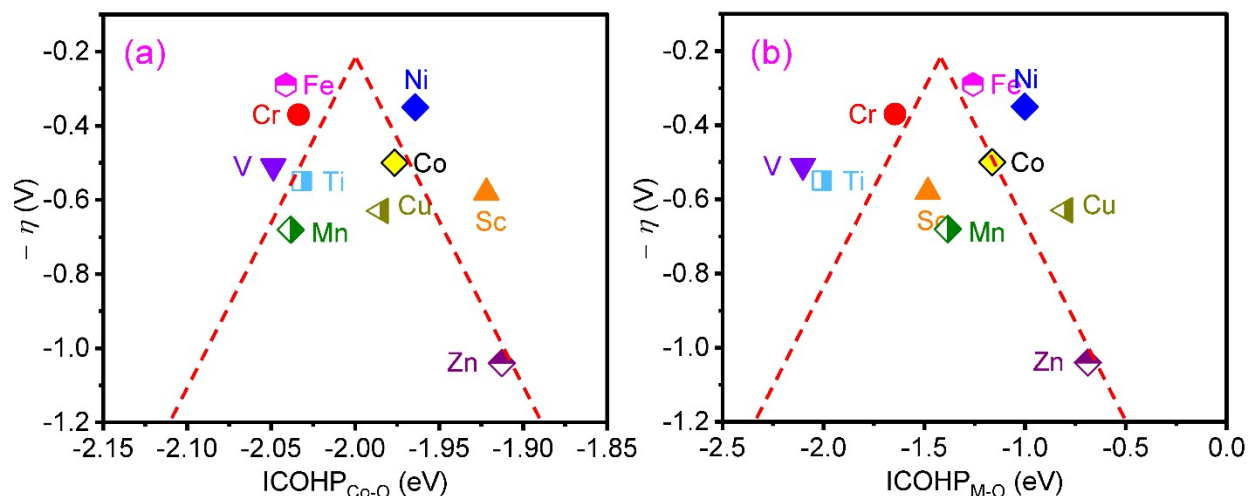 (a)
Fe
Cr
Ni
V
Ti
Co
Cu
Sc
Mn
Zn
-0.2
-0.4
-0.6
-0.8
-1.0
-1.2
− η (V)
-2.15 -2.10 -2.05 -2.00 -1.95 -1.90 -1.85
ICOHP_Co-O (eV)
(b)
Fe
Ni
Cr
V
Ti
Co
Sc
Mn
Cu
Zn
-0.2
-0.4
-0.6
-0.8
-1.0
-1.2
− η (V)
-2.5 -2.0 -1.5 -1.0 -0.5 0.0
ICOHP_M-O (eV)